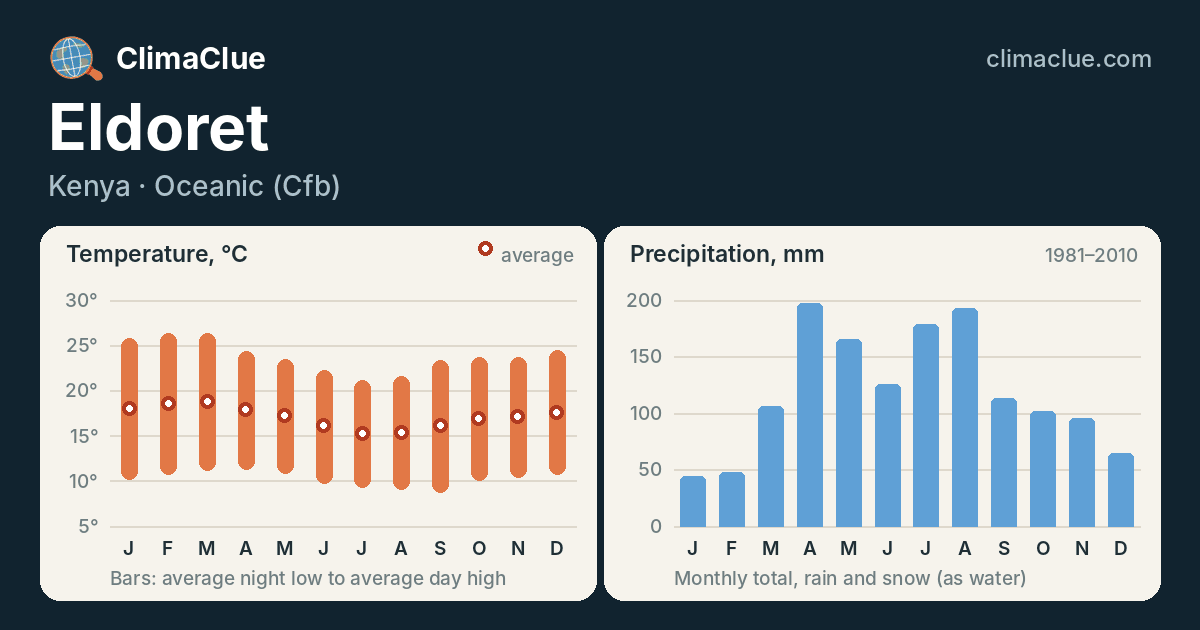 ClimaClue
climaclue.com
Eldoret
Kenya · Oceanic (Cfb)
Temperature, °C
average
30°
25°
20°
15°
10°
5°
J F M A M J J A S O N D
Bars: average night low to average day high
Precipitation, mm
1981–2010
200
150
100
50
0
J F M A M J J A S O N D
Monthly total, rain and snow (as water)